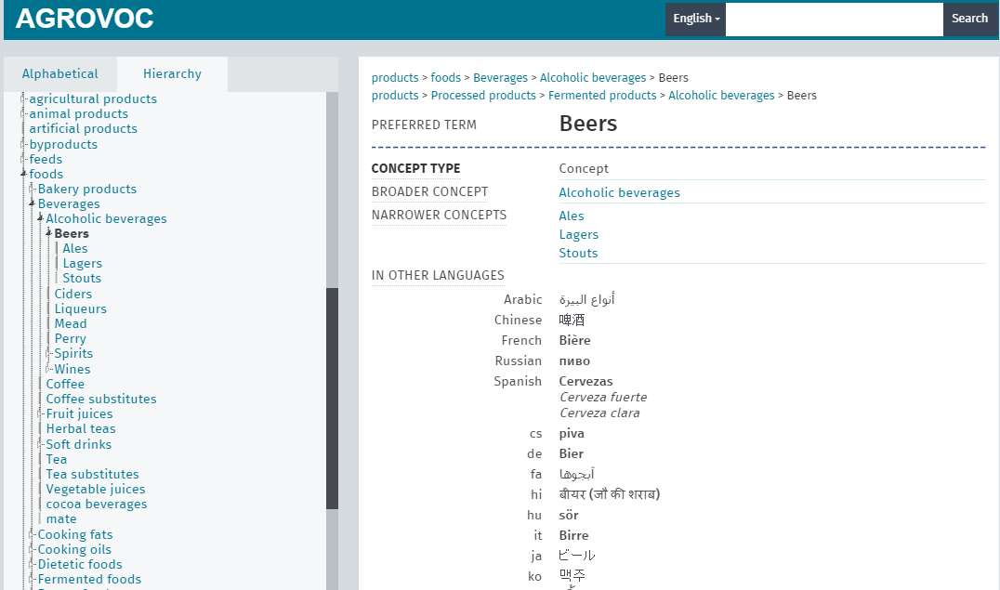 AGROVOC
English
Search
Alphabetical
Hierarchy
agricultural products
animal products
artificial products
byproducts
feeds
foods
Bakery products
Beverages
Alcoholic beverages
Beers
Ales
Lagers
Stouts
Ciders
Liqueurs
Mead
Perry
Spirits
Wines
Coffee
Coffee substitutes
Fruit juices
Herbal teas
Soft drinks
Tea
Tea substitutes
Vegetable juices
cocoa beverages
mate
Cooking fats
Cooking oils
Dietetic foods
Fermented foods
products > foods > Beverages > Alcoholic beverages > Beers
products > Processed products > Fermented products > Alcoholic beverages > Beers
PREFERRED TERM Beers
CONCEPT TYPE Concept
BROADER CONCEPT Alcoholic beverages
NARROWER CONCEPTS Ales
Lagers
Stouts
IN OTHER LANGUAGES
Arabic أنواع البيرة
Chinese 啤酒
French Bière
Russian пиво
Spanish Cervezas
Cerveza fuerte
Cerveza clara
cs piva
de Bier
fa آبجوها
hi बीयर (जौ की शराब)
hu sör
it Birre
ja ビール
ko 맥주